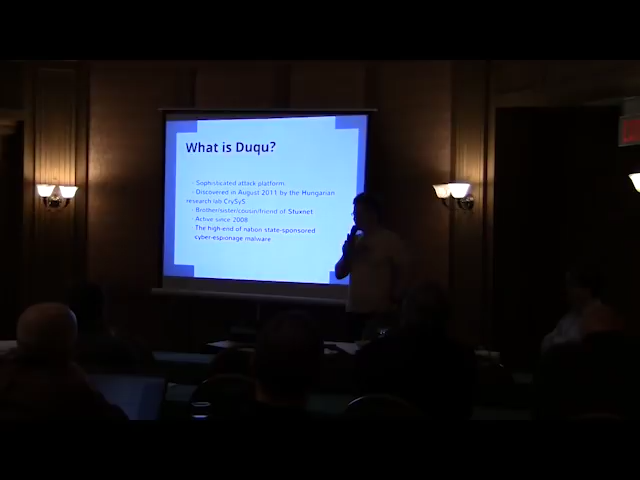 What is Duqu?
- Sophisticated attack platform
- Discovered in August 2011 by the Hungarian
research lab CrySyS
- Brother/sister/cousin/friend of Stuxnet
- Active since 2008
The high-end of nation state-sponsored
cyber-espionage malware